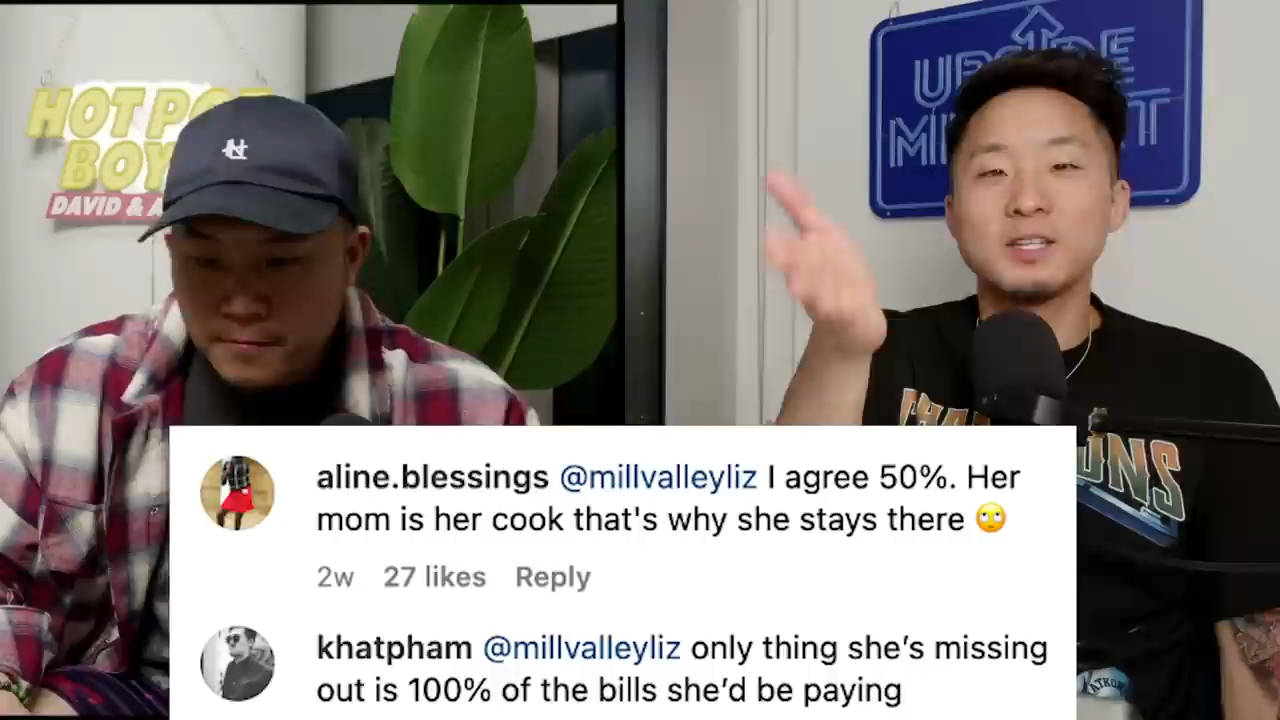 HOT PO
BOY
DAVID & A
UPSIDE
MI
T
ONS
aline.blessings @millvalleyliz I agree 50%. Her
mom is her cook that's why she stays there 🙄
2w 27 likes Reply
khatpham @millvalleyliz only thing she's missing
out is 100% of the bills she'd be paying